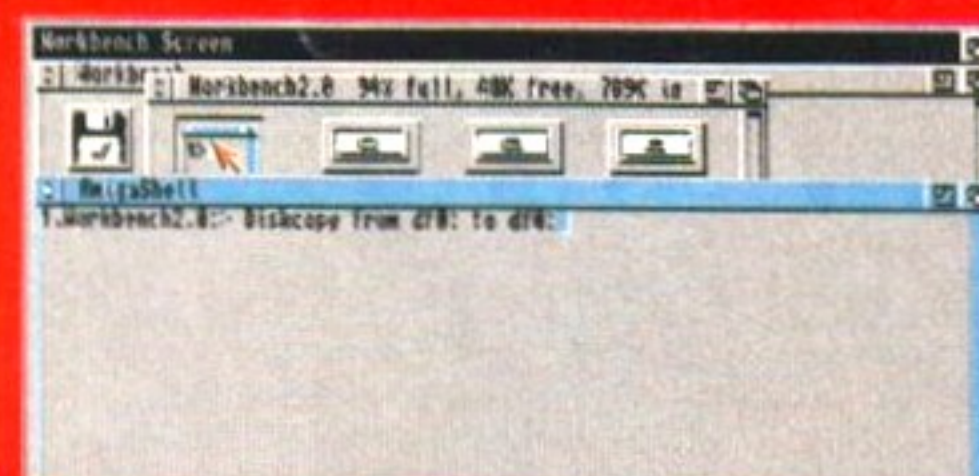 Workbench Screen
Workbench
Workbench2.0 94% full, 48K free, 789K in
AmigaShell
1.Workbench2.0:> Diskcopy from df0: to df0: